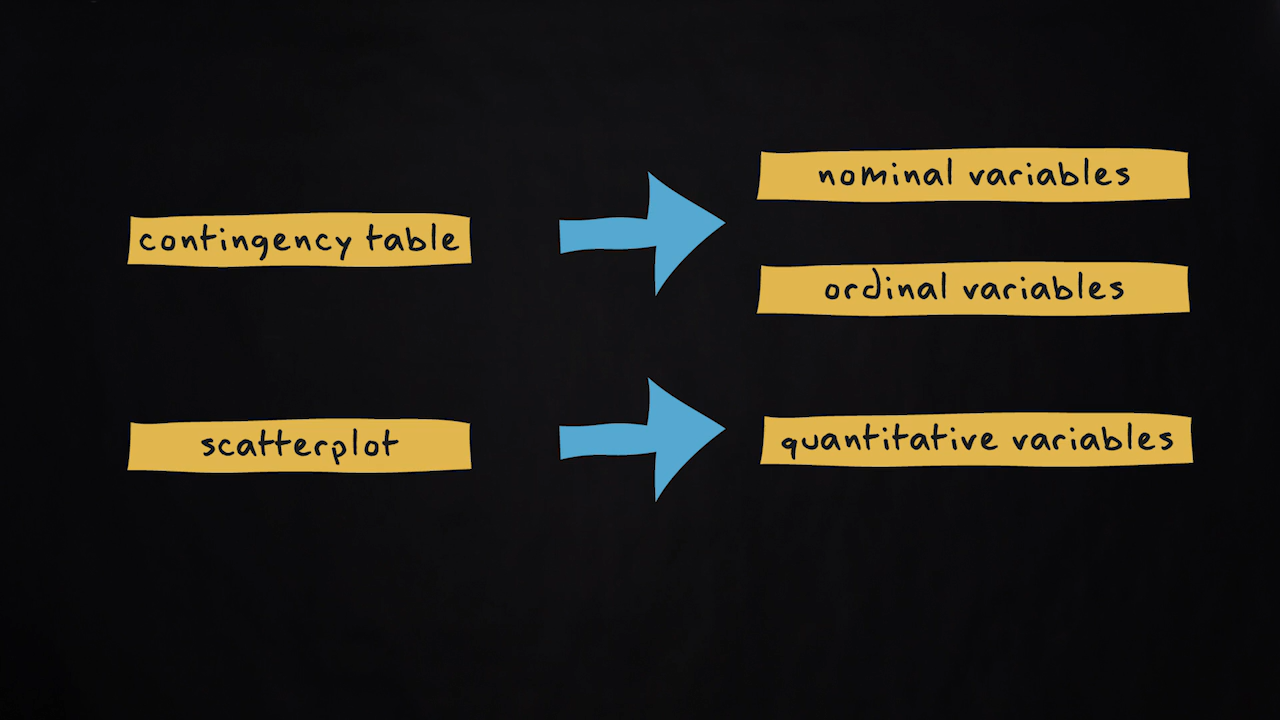 contingency table
nominal variables
ordinal variables
scatterplot
quantitative variables